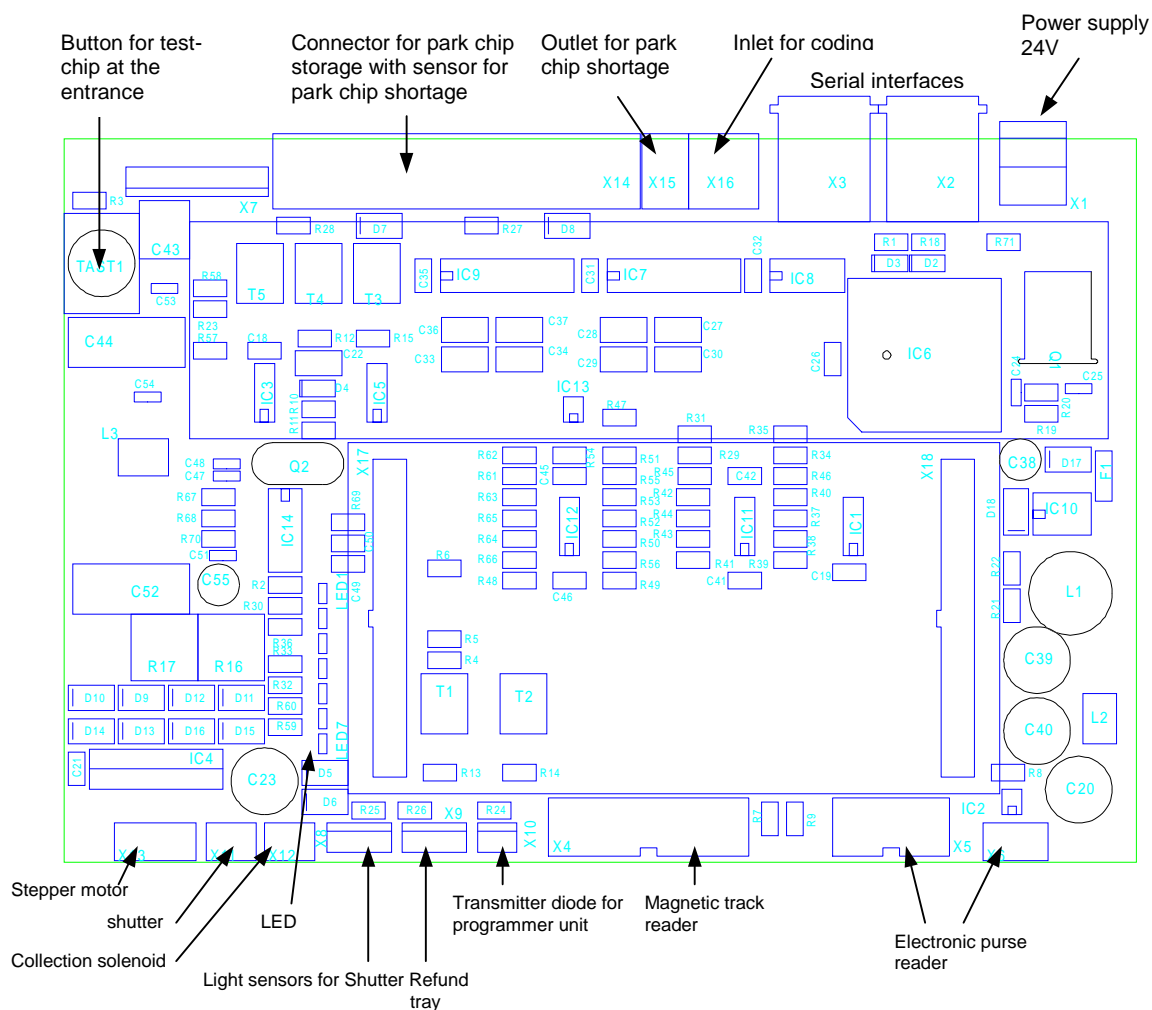 Button for test-
chip at the
entrance
Connector for park chip
storage with sensor for
park chip shortage
Outlet for park
chip shortage
Inlet for coding
Serial interfaces
Power supply
24V
R3
X7
X14
X15
X16
X3
X2
X1
TAST1
C43
R28
D7
R27
D8
C32
R1
R18
R71
D3
D2
R58
C53
T5
T4
T3
C35
IC9
C31
IC7
IC8
R23
C44
R57
C18
R12
R15
C36
C37
C28
C27
C22
C33
C34
C29
C30
C26
IC6
Q1
C24
C25
C54
IC3
D4
IC5
IC13
R10
R11
R47
R20
R19
L3
R31
R35
C48
C47
Q2
X17
R62
R54
R51
R29
R34
X18
C38
D17
F1
R61
C45
R55
R45
C42
R46
R67
R69
R63
R53
R42
R40
D18
IC10
R68
IC14
R65
IC12
R52
R44
IC11
R37
IC1
R70
R64
R50
R43
R38
C51
R6
R66
R56
R41
R39
C19
R22
C52
C55
R2
LED1
C49
R48
C46
R49
C41
L1
R30
R21
R36
R33
R5
R4
C39
R17
R16
R32
T1
T2
D10
D9
D12
D11
R60
L2
D14
D13
D16
D15
R59
LED7
C40
C21
IC4
C23
D5
R13
R14
R8
C20
D6
R25
R26
X9
R24
IC2
X8
X10
X4
R7
R9
X5
X12
Stepper motor
shutter
Collection solenoid
LED
Light sensors for Shutter Refund
tray
Transmitter diode for
programmer unit
Magnetic track
reader
Electronic purse
reader